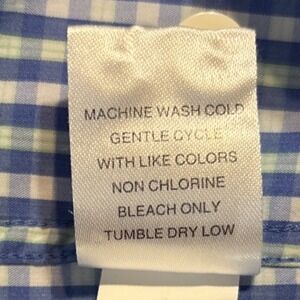 MACHINE WASH COLD
GENTLE CYCLE
WITH LIKE COLORS
NON CHLORINE
BLEACH ONLY
TUMBLE DRY LOW